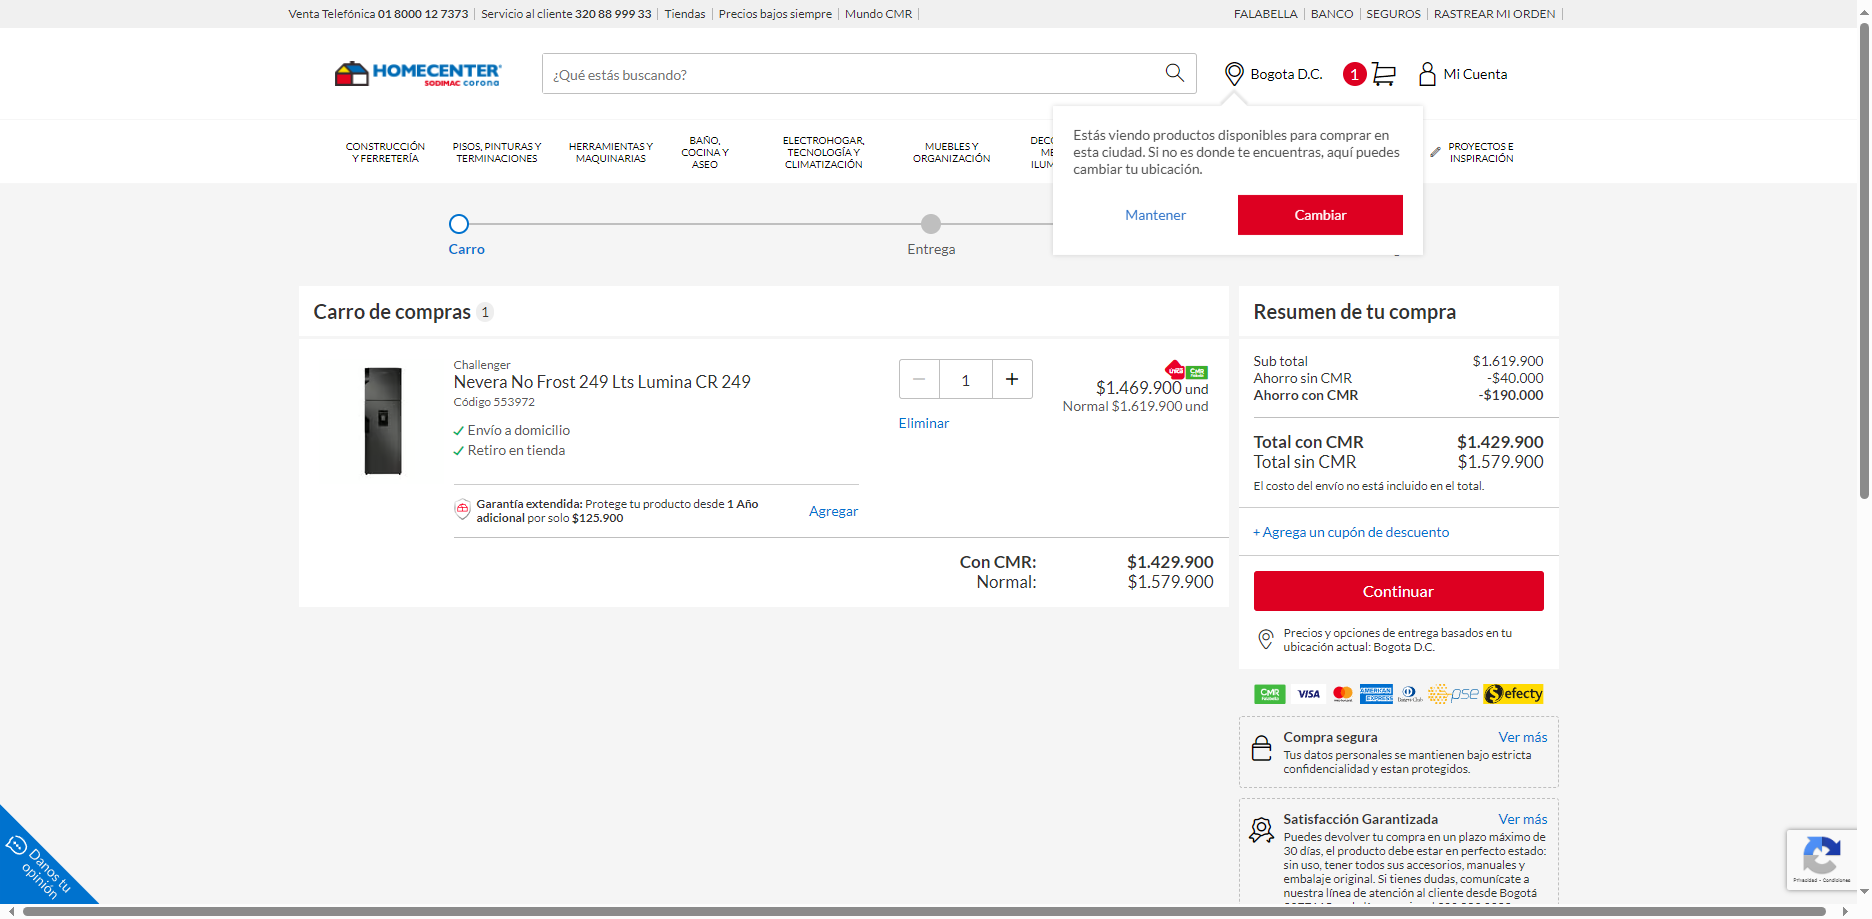 Venta Telefónica 01 8000 12 7373 Servicio al cliente 320 88 999 33 Tiendas Precios bajos siempre Mundo CMR
FALABELLA BANCO SEGUROS RASTREAR MI ORDEN
HOMECENTER
SODIMAC corona
¿Qué estás buscando?
Bogota D.C.
1
Mi Cuenta
CONSTRUCCIÓN
Y FERRETERÍA
PISOS, PINTURAS Y
TERMINACIONES
HERRAMIENTAS Y
MAQUINARIAS
BAÑO,
COCINA Y
ASEO
ELECTROHOGAR,
TECNOLOGÍA Y
CLIMATIZACIÓN
MUEBLES Y
ORGANIZACIÓN
DECO
ME
ILUM
PROYECTOS E
INSPIRACIÓN
Estás viendo productos disponibles para comprar en
esta ciudad. Si no es donde te encuentras, aquí puedes
cambiar tu ubicación.
Mantener
Cambiar
Carro
Entrega
Carro de compras 1
Challenger
Nevera No Frost 249 Lts Lumina CR 249
Código 553972
Envío a domicilio
Retiro en tienda
1
Eliminar
CMR
$1.469.900 und
Normal $1.619.900 und
Garantía extendida: Protege tu producto desde 1 Año
adicional por solo $125.900
Agregar
Con CMR: $1.429.900
Normal: $1.579.900
Resumen de tu compra
Sub total $1.619.900
Ahorro sin CMR -$40.000
Ahorro con CMR -$190.000
Total con CMR $1.429.900
Total sin CMR $1.579.900
El costo del envío no está incluido en el total.
+ Agrega un cupón de descuento
Continuar
Precios y opciones de entrega basados en tu
ubicación actual: Bogota D.C.
CMR VISA AMERICAN EXPRESS Diners Club pse efecty
Compra segura Ver más
Tus datos personales se mantienen bajo estricta
confidencialidad y estan protegidos.
Satisfacción Garantizada Ver más
Puedes devolver tu compra en un plazo máximo de
30 días, el producto debe estar en perfecto estado:
sin uso, tener todos sus accesorios, manuales y
embalaje original. Si tienes dudas, comunícate a
nuestra línea de atención al cliente desde Bogotá
Danos tu
opinión
Privacidad - Condiciones